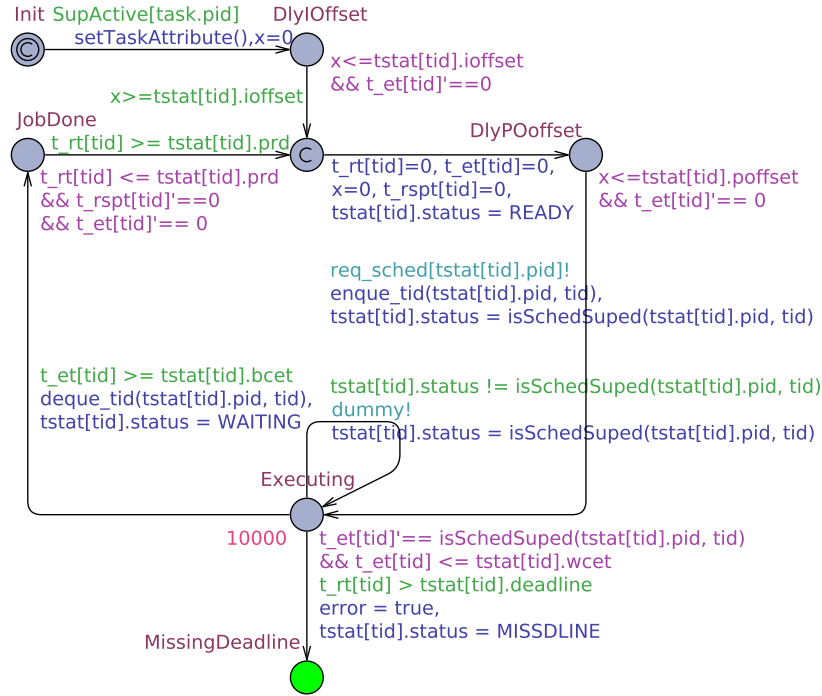 Init SupActive[task.pid] DlyIOffset
setTaskAttribute(),x=0
x<=tstat[tid].ioffset
&& t_et[tid]'==0
x>=tstat[tid].ioffset
JobDone
DlyPOoffset
t_rt[tid] >= tstat[tid].prd
C
C
t_rt[tid] <= tstat[tid].prd
&& t_rspt[tid]'==0
&& t_et[tid]'== 0
t_rt[tid]=0, t_et[tid]=0,
x=0, t_rspt[tid]=0,
tstat[tid].status = READY
x<=tstat[tid].poffset
&& t_et[tid]'== 0
req_sched[tstat[tid].pid]!
enque_tid(tstat[tid].pid, tid),
tstat[tid].status = isSchedSuped(tstat[tid].pid, tid)
t_et[tid] >= tstat[tid].bcet
deque_tid(tstat[tid].pid, tid),
tstat[tid].status = WAITING
tstat[tid].status != isSchedSuped(tstat[tid].pid, tid)
dummy!
tstat[tid].status = isSchedSuped(tstat[tid].pid, tid)
Executing
10000
t_et[tid]'== isSchedSuped(tstat[tid].pid, tid)
&& t_et[tid] <= tstat[tid].wcet
t_rt[tid] > tstat[tid].deadline
error = true,
tstat[tid].status = MISSDLINE
MissingDeadline